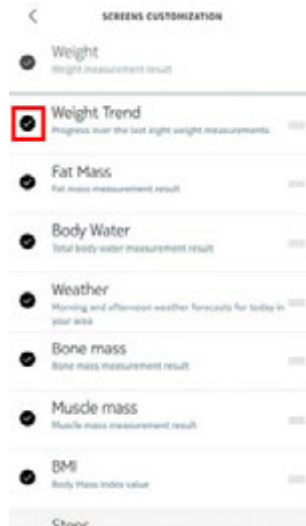 SCREENS CUSTOMIZATION
Weight
Weight measurement result
Weight Trend
Progress over the last eight weight measurements
Fat Mass
Fat mass measurement result
Body Water
Total body water measurement result
Weather
Morning and afternoon weather forecasts for today in
your area
Bone mass
Bone mass measurement result
Muscle mass
Muscle mass measurement result
BMI
Body Mass Index value
Steps